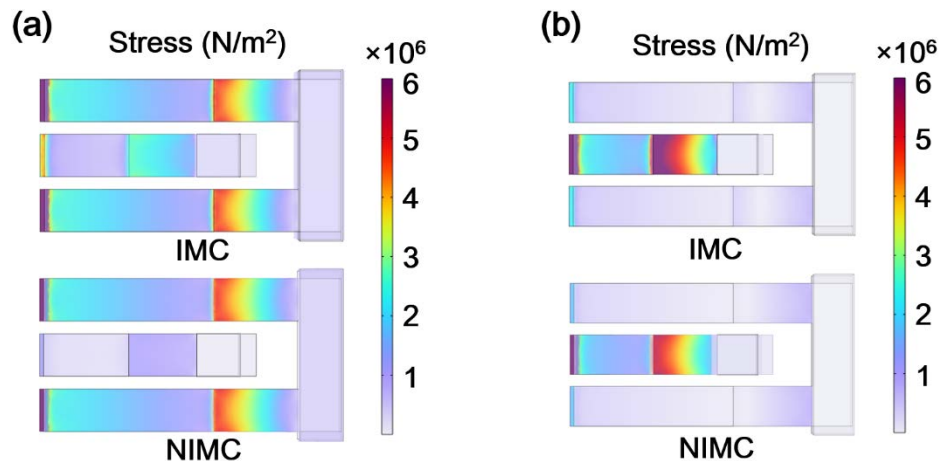 (a)
Stress (N/m²)
×10⁶
6
5
4
3
2
1
IMC
NIMC
(b)
Stress (N/m²)
×10⁶
6
5
4
3
2
1
IMC
NIMC